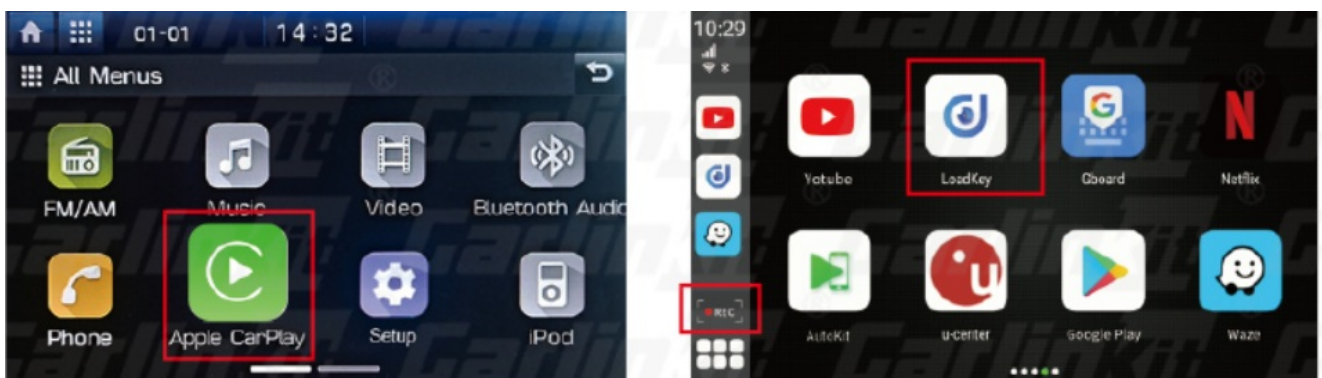 01-01 14:32
All Menus
FM/AM Music Video Bluetooth Audio
Phone Apple CarPlay Setup iPod
10:29
Yotube LoadKey Gboard Netflix
REC
AutoKit u-center Google Play Waze
CarlinKit